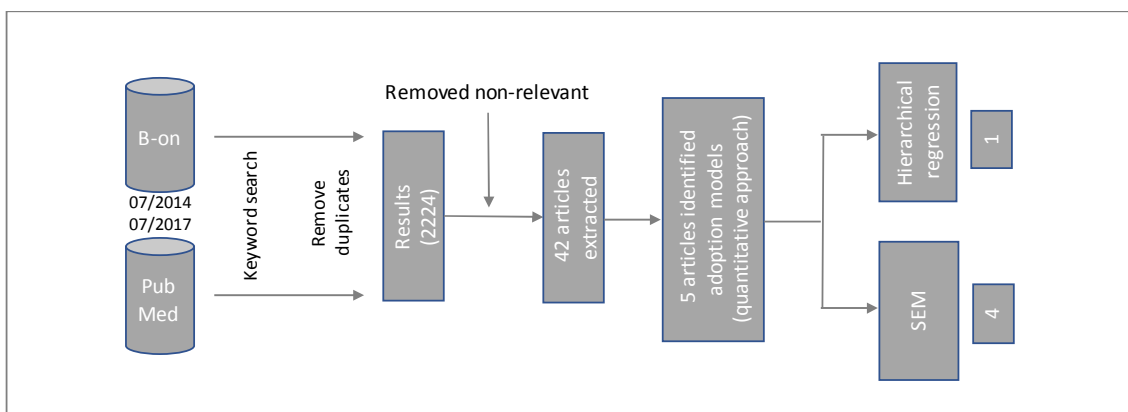 B-on
07/2014
07/2017
Pub
Med
Keyword search
Remove
duplicates
Results
(2224)
Removed non-relevant
42 articles
extracted
5 articles identified
adoption models
(quantitative approach)
Hierarchical
regression
1
SEM
4